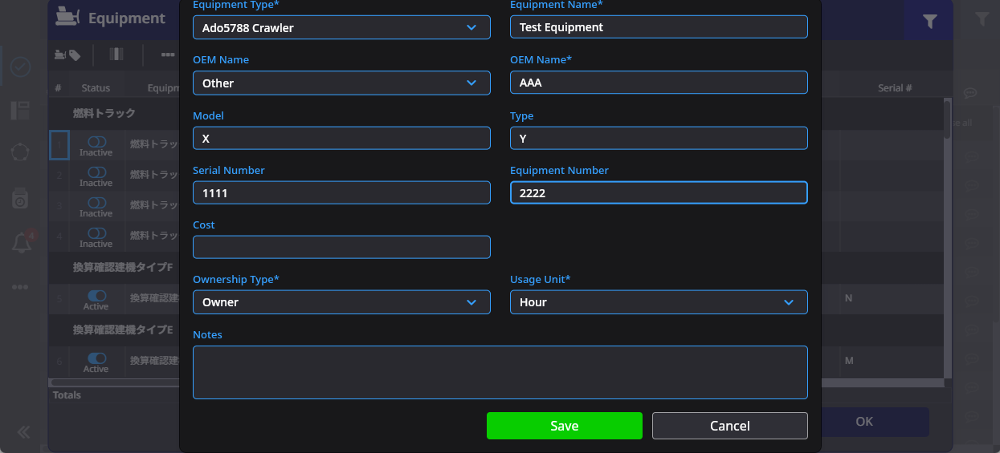 Equipment
Equipment Type*
Equipment Name*
Ado5788 Crawler
Test Equipment
OEM Name
OEM Name*
Other
AAA
Model
Type
X
Y
Serial Number
Equipment Number
1111
2222
Cost
Ownership Type*
Usage Unit*
Owner
Hour
Notes
Save
Cancel
# Status Equipm
Serial #
燃料トラック
1 Inactive 燃料トラッ
2 Inactive 燃料トラッ
3 Inactive 燃料トラッ
4 Inactive 燃料トラッ
換算確認建機タイプF
5 Active 換算確認建 N
換算確認建機タイプE
6 Active 換算確認建 M
Totals
OK
4
se all